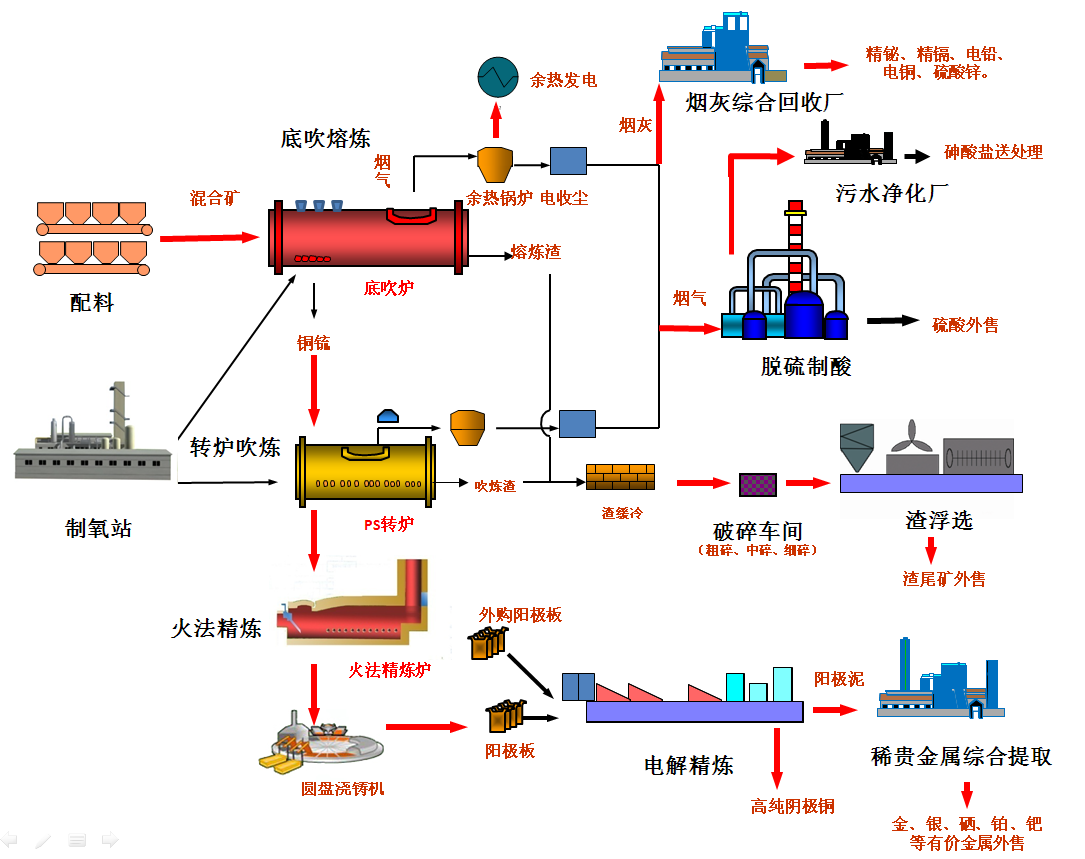 精铋、精镉、电铅、
电铜、硫酸锌。
余热发电
烟灰综合回收厂
烟灰
底吹熔炼
烟
气
砷酸盐送处理
污水净化厂
混合矿
余热锅炉
电收尘
熔炼渣
底吹炉
配料
烟气
硫酸外售
铜锍
脱硫制酸
转炉吹炼
吹炼渣
渣缓冷
制氧站
PS转炉
破碎车间
(粗碎、中碎、细碎)
渣浮选
渣尾矿外售
火法精炼
外购阳极板
火法精炼炉
阳极泥
阳极板
电解精炼
稀贵金属综合提取
圆盘浇铸机
高纯阴极铜
金、银、硒、铂、钯
等有价金属外售